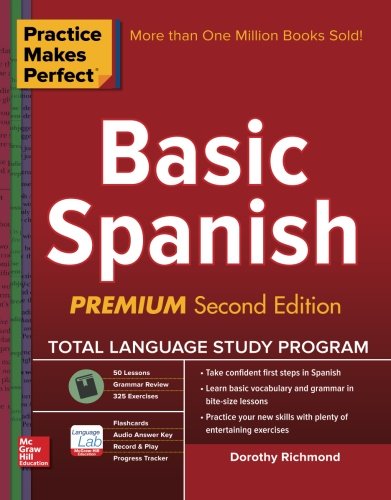 Practice
Makes
Perfect
More than One Million Books Sold!
Basic
Spanish
PREMIUM Second Edition
TOTAL LANGUAGE STUDY PROGRAM
50 Lessons
Grammar Review
325 Exercises
Language
Lab
McGraw-Hill
Education
Flashcards
Audio Answer Key
Record & Play
Progress Tracker
• Take confident first steps in Spanish
• Learn basic vocabulary and grammar in
bite-size lessons
• Practice your new skills with plenty of
entertaining exercises
Dorothy Richmond
Mc
Graw
Hill
Education